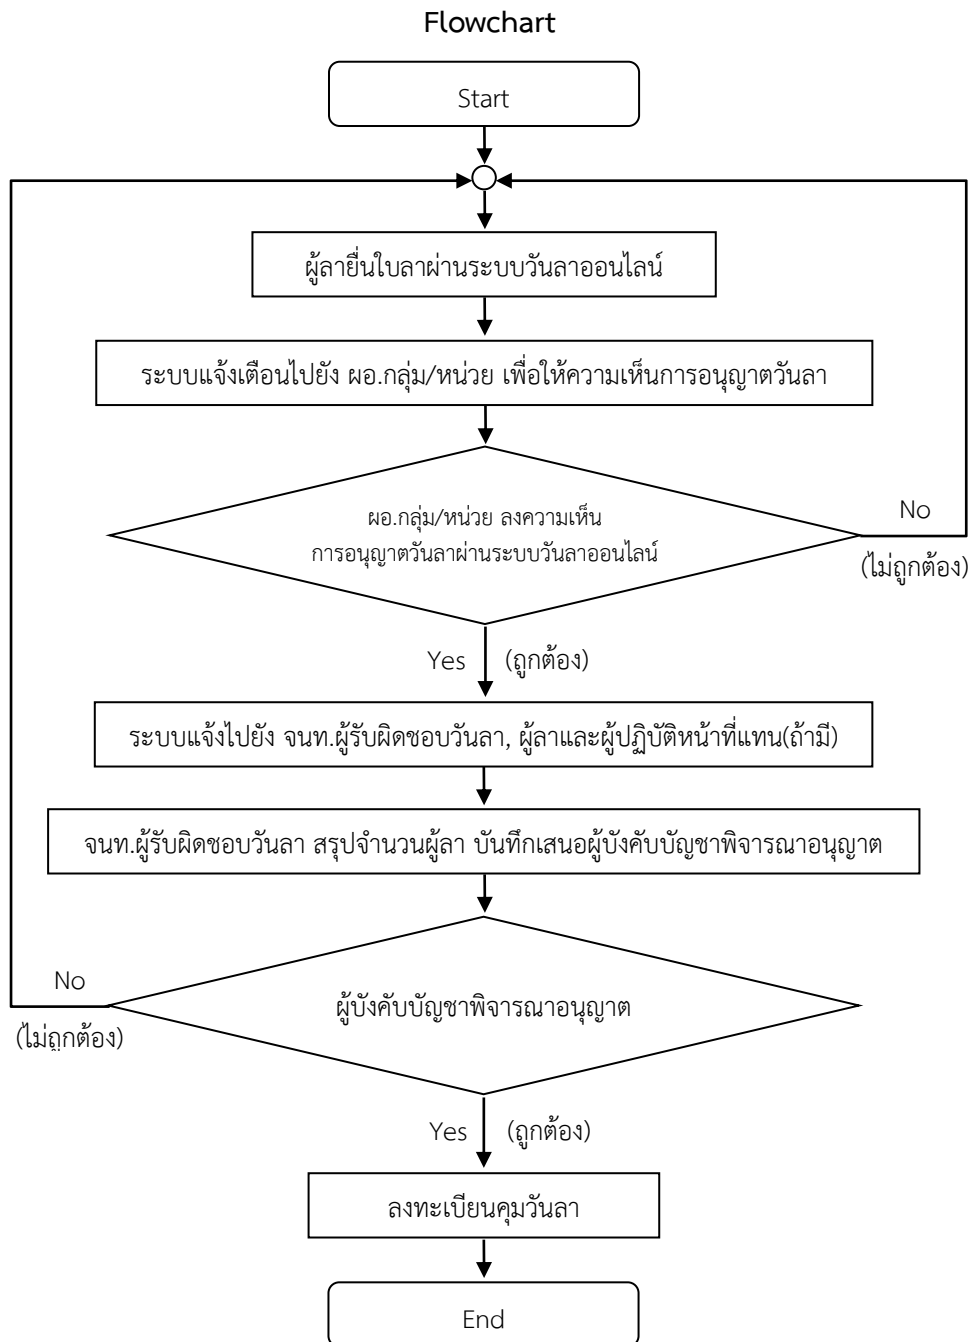 Flowchart
Start
ผู้ลายื่นใบลาผ่านระบบวันลาออนไลน์
ระบบแจ้งเตือนไปยัง ผอ.กลุ่ม/หน่วย เพื่อให้ความเห็นการอนุญาตวันลา
ผอ.กลุ่ม/หน่วย ลงความเห็น
การอนุญาตวันลาผ่านระบบวันลาออนไลน์
No
(ไม่ถูกต้อง)
Yes (ถูกต้อง)
ระบบแจ้งไปยัง จนท.ผู้รับผิดชอบวันลา, ผู้ลาและผู้ปฏิบัติหน้าที่แทน(ถ้ามี)
จนท.ผู้รับผิดชอบวันลา สรุปจำนวนผู้ลา บันทึกเสนอผู้บังคับบัญชาพิจารณาอนุญาต
No
(ไม่ถูกต้อง)
ผู้บังคับบัญชาพิจารณาอนุญาต
Yes (ถูกต้อง)
ลงทะเบียนคุมวันลา
End